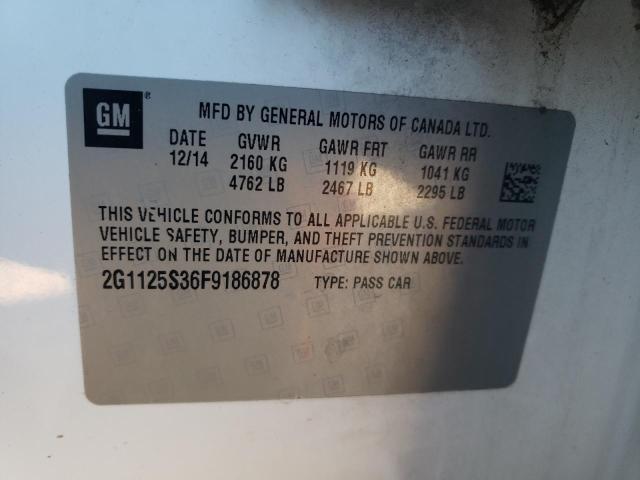 GM®
MFD BY GENERAL MOTORS OF CANADA LTD.
DATE GVWR GAWR FRT GAWR RR
12/14 2160 KG 1119 KG 1041 KG
4762 LB 2467 LB 2295 LB
THIS VEHICLE CONFORMS TO ALL APPLICABLE U.S. FEDERAL MOTOR
VEHICLE SAFETY, BUMPER, AND THEFT PREVENTION STANDARDS IN
EFFECT ON THE DATE OF MANUFACTURE SHOWN ABOVE.
2G1125S36F9186878 TYPE: PASS CAR